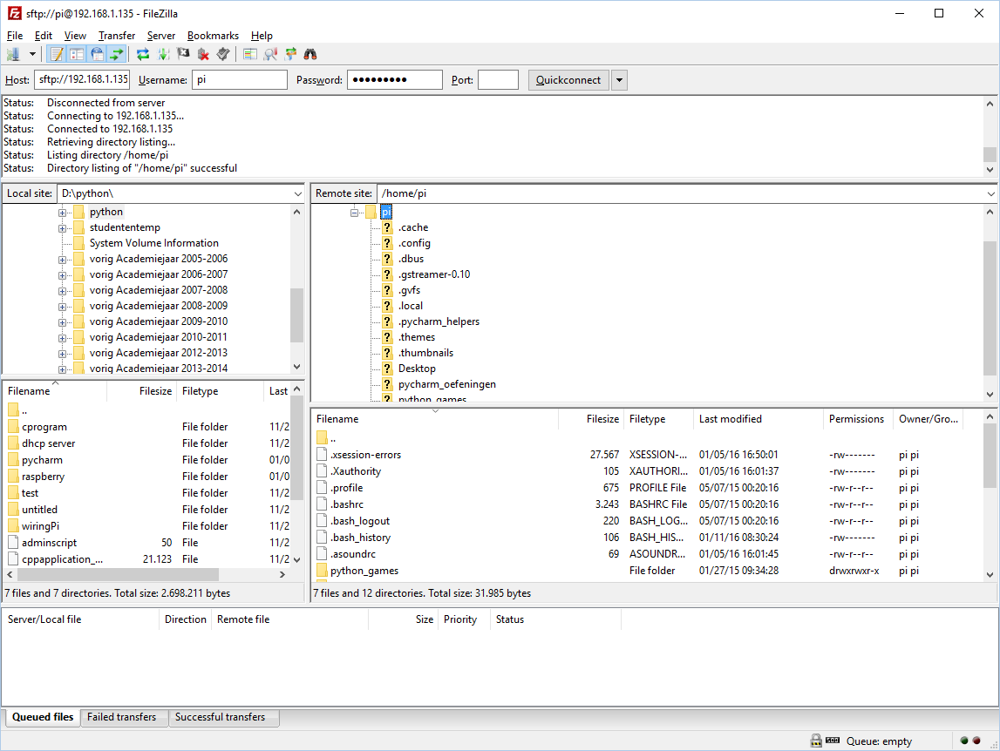 sftp://pi@192.168.1.135 - FileZilla
File Edit View Transfer Server Bookmarks Help
Host: sftp://192.168.1.135 Username: pi Password: ●●●●●●●●● Port: Quickconnect
Status: Disconnected from server
Status: Connecting to 192.168.1.135...
Status: Connected to 192.168.1.135
Status: Retrieving directory listing...
Status: Listing directory /home/pi
Status: Directory listing of "/home/pi" successful
Local site: D:\python\
python
studententemp
System Volume Information
vorig Academiejaar 2005-2006
vorig Academiejaar 2006-2007
vorig Academiejaar 2007-2008
vorig Academiejaar 2008-2009
vorig Academiejaar 2009-2010
vorig Academiejaar 2010-2011
vorig Academiejaar 2012-2013
vorig Academiejaar 2013-2014
Filename Filesize Filetype Last
..
cprogram File folder 11/2
dhcp server File folder 11/2
pycharm File folder 01/0
raspberry File folder 01/0
test File folder 11/2
untitled File folder 11/2
wiringPi File folder 11/2
adminscript 50 File 11/2
cppapplication_... 21.123 File 11/2
7 files and 7 directories. Total size: 2.698.211 bytes
Remote site: /home/pi
pi
.cache
.config
.dbus
.gstreamer-0.10
.gvfs
.local
.pycharm_helpers
.themes
.thumbnails
Desktop
pycharm_oefeningen
python_games
Filename Filesize Filetype Last modified Permissions Owner/Gro...
..
.xsession-errors 27.567 XSESSION-... 01/05/16 16:50:01 -rw------- pi pi
.Xauthority 105 XAUTHORI... 01/05/16 16:01:37 -rw------- pi pi
.profile 675 PROFILE File 05/07/15 00:20:16 -rw-r--r-- pi pi
.bashrc 3.243 BASHRC File 05/07/15 00:20:16 -rw-r--r-- pi pi
.bash_logout 220 BASH_LOG... 05/07/15 00:20:16 -rw-r--r-- pi pi
.bash_history 106 BASH_HIS... 01/11/16 08:30:24 -rw------- pi pi
.asoundrc 69 ASOUNDR... 01/05/16 16:01:45 -rw-r--r-- pi pi
python_games File folder 01/27/15 09:34:28 drwxrwxr-x pi pi
7 files and 12 directories. Total size: 31.985 bytes
Server/Local file Direction Remote file Size Priority Status
Queued files Failed transfers Successful transfers
Queue: empty